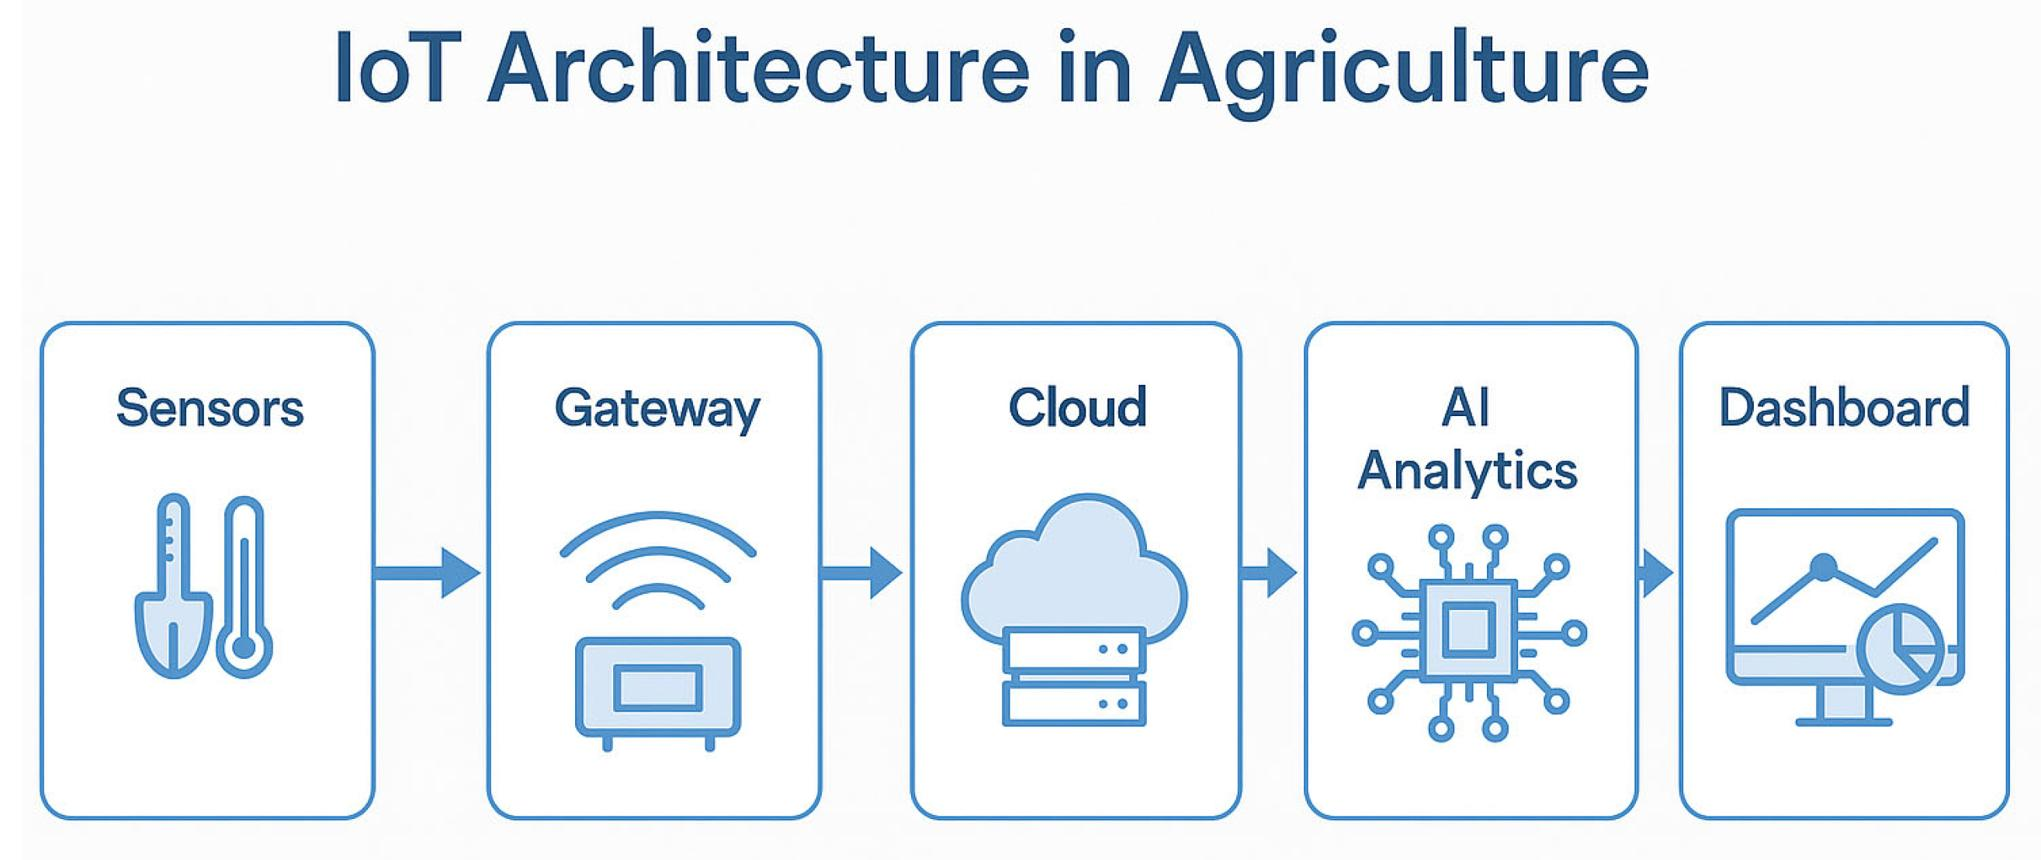 IoT Architecture in Agriculture
Sensors
Gateway
Cloud
AI
Analytics
Dashboard